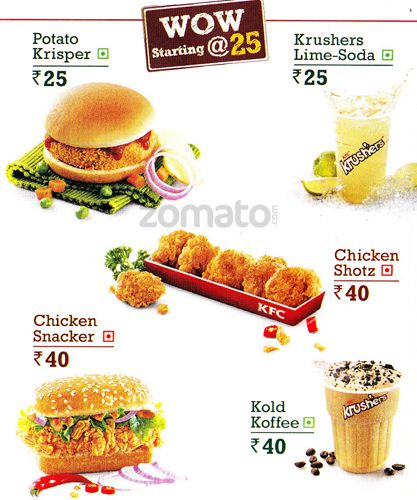 WOW
Starting @25
Potato
Krisper
₹25
Krushers
Lime-Soda
₹25
Krushers
zomato.com
Chicken
Shotz
₹40
KFC
Chicken
Snacker
₹40
Kold
Koffee
₹40
Krushers